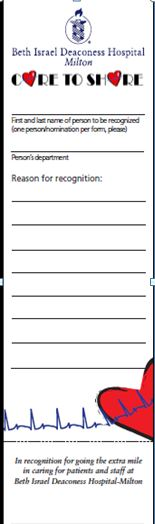 Beth Israel Deaconess Hospital
Milton
CARE TO SHARE
First and last name of person to be recognized
(one person/nomination per form, please)
Person's department
Reason for recognition:
In recognition for going the extra mile
in caring for patients and staff at
Beth Israel Deaconess Hospital-Milton